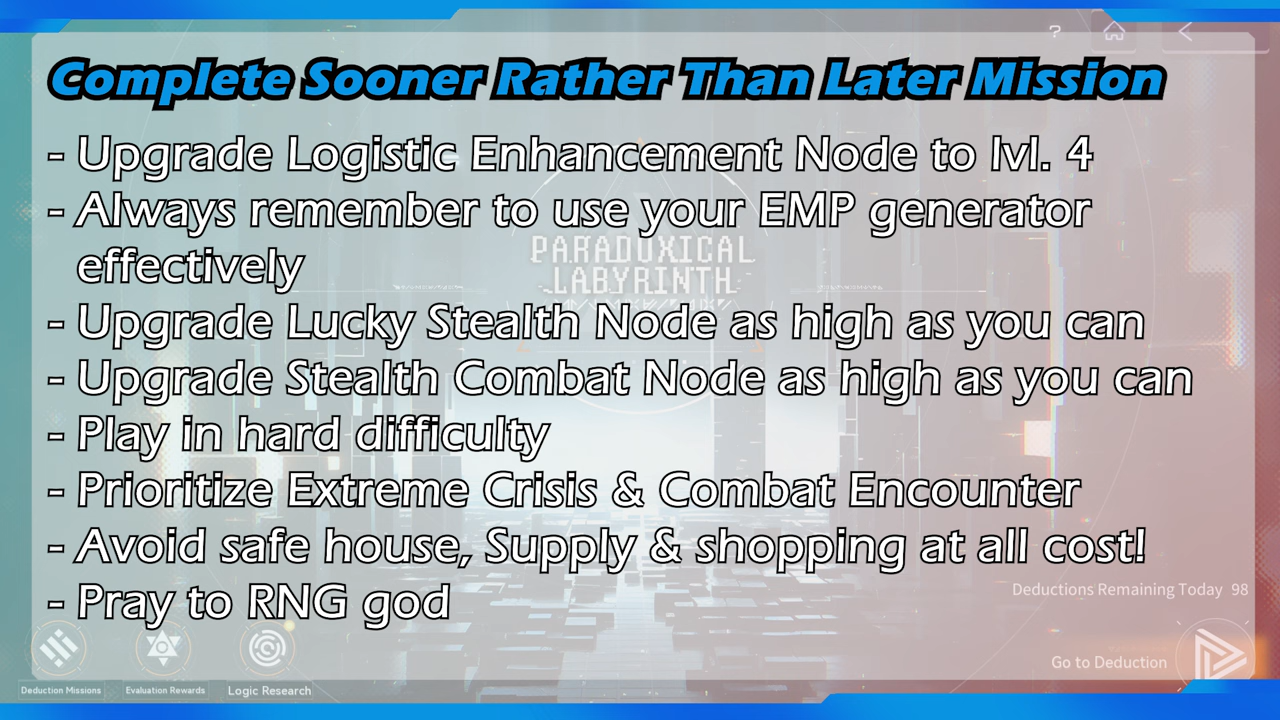 ?
Complete Sooner Rather Than Later Mission
- Upgrade Logistic Enhancement Node to lvl. 4
- Always remember to use your EMP generator
effectively
PARADOXICAL
LABYRINTH
- Upgrade Lucky Stealth Node as high as you can
- Upgrade Stealth Combat Node as high as you can
- Play in hard difficulty
- Prioritize Extreme Crisis & Combat Encounter
- Avoid safe house, Supply & shopping at all cost!
Deductions Remaining Today 98
- Pray to RNG god
Go to Deduction
Deduction Missions Evaluation Rewards Logic Research